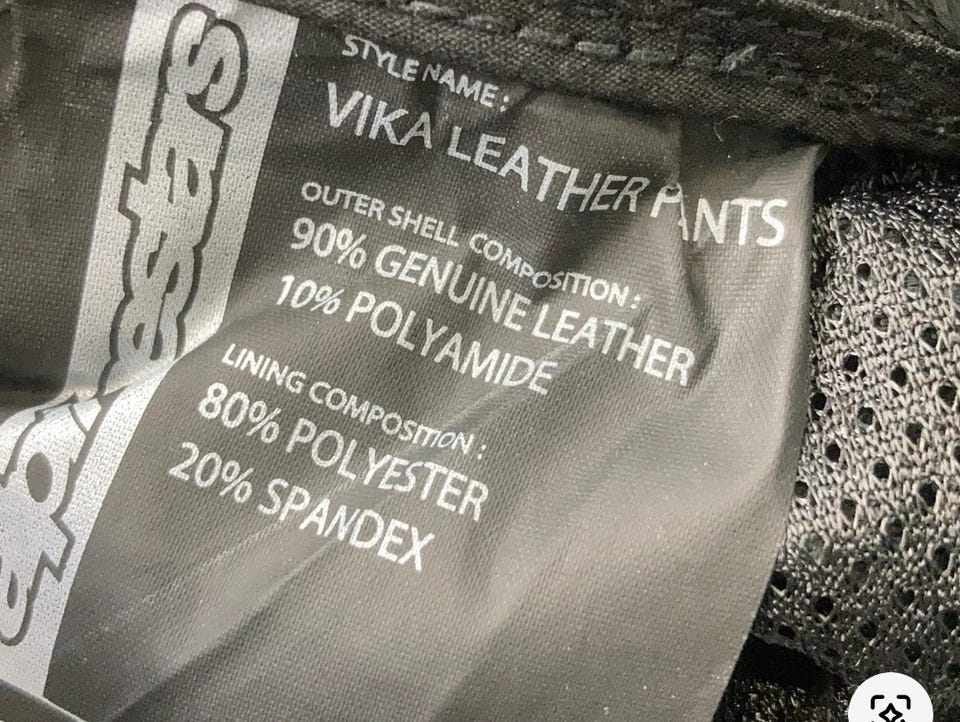 STYLE NAME :
VIKA LEATHER PANTS
OUTER SHELL COMPOSITION :
90% GENUINE LEATHER
10% POLYAMIDE
LINING COMPOSITION :
80% POLYESTER
20% SPANDEX